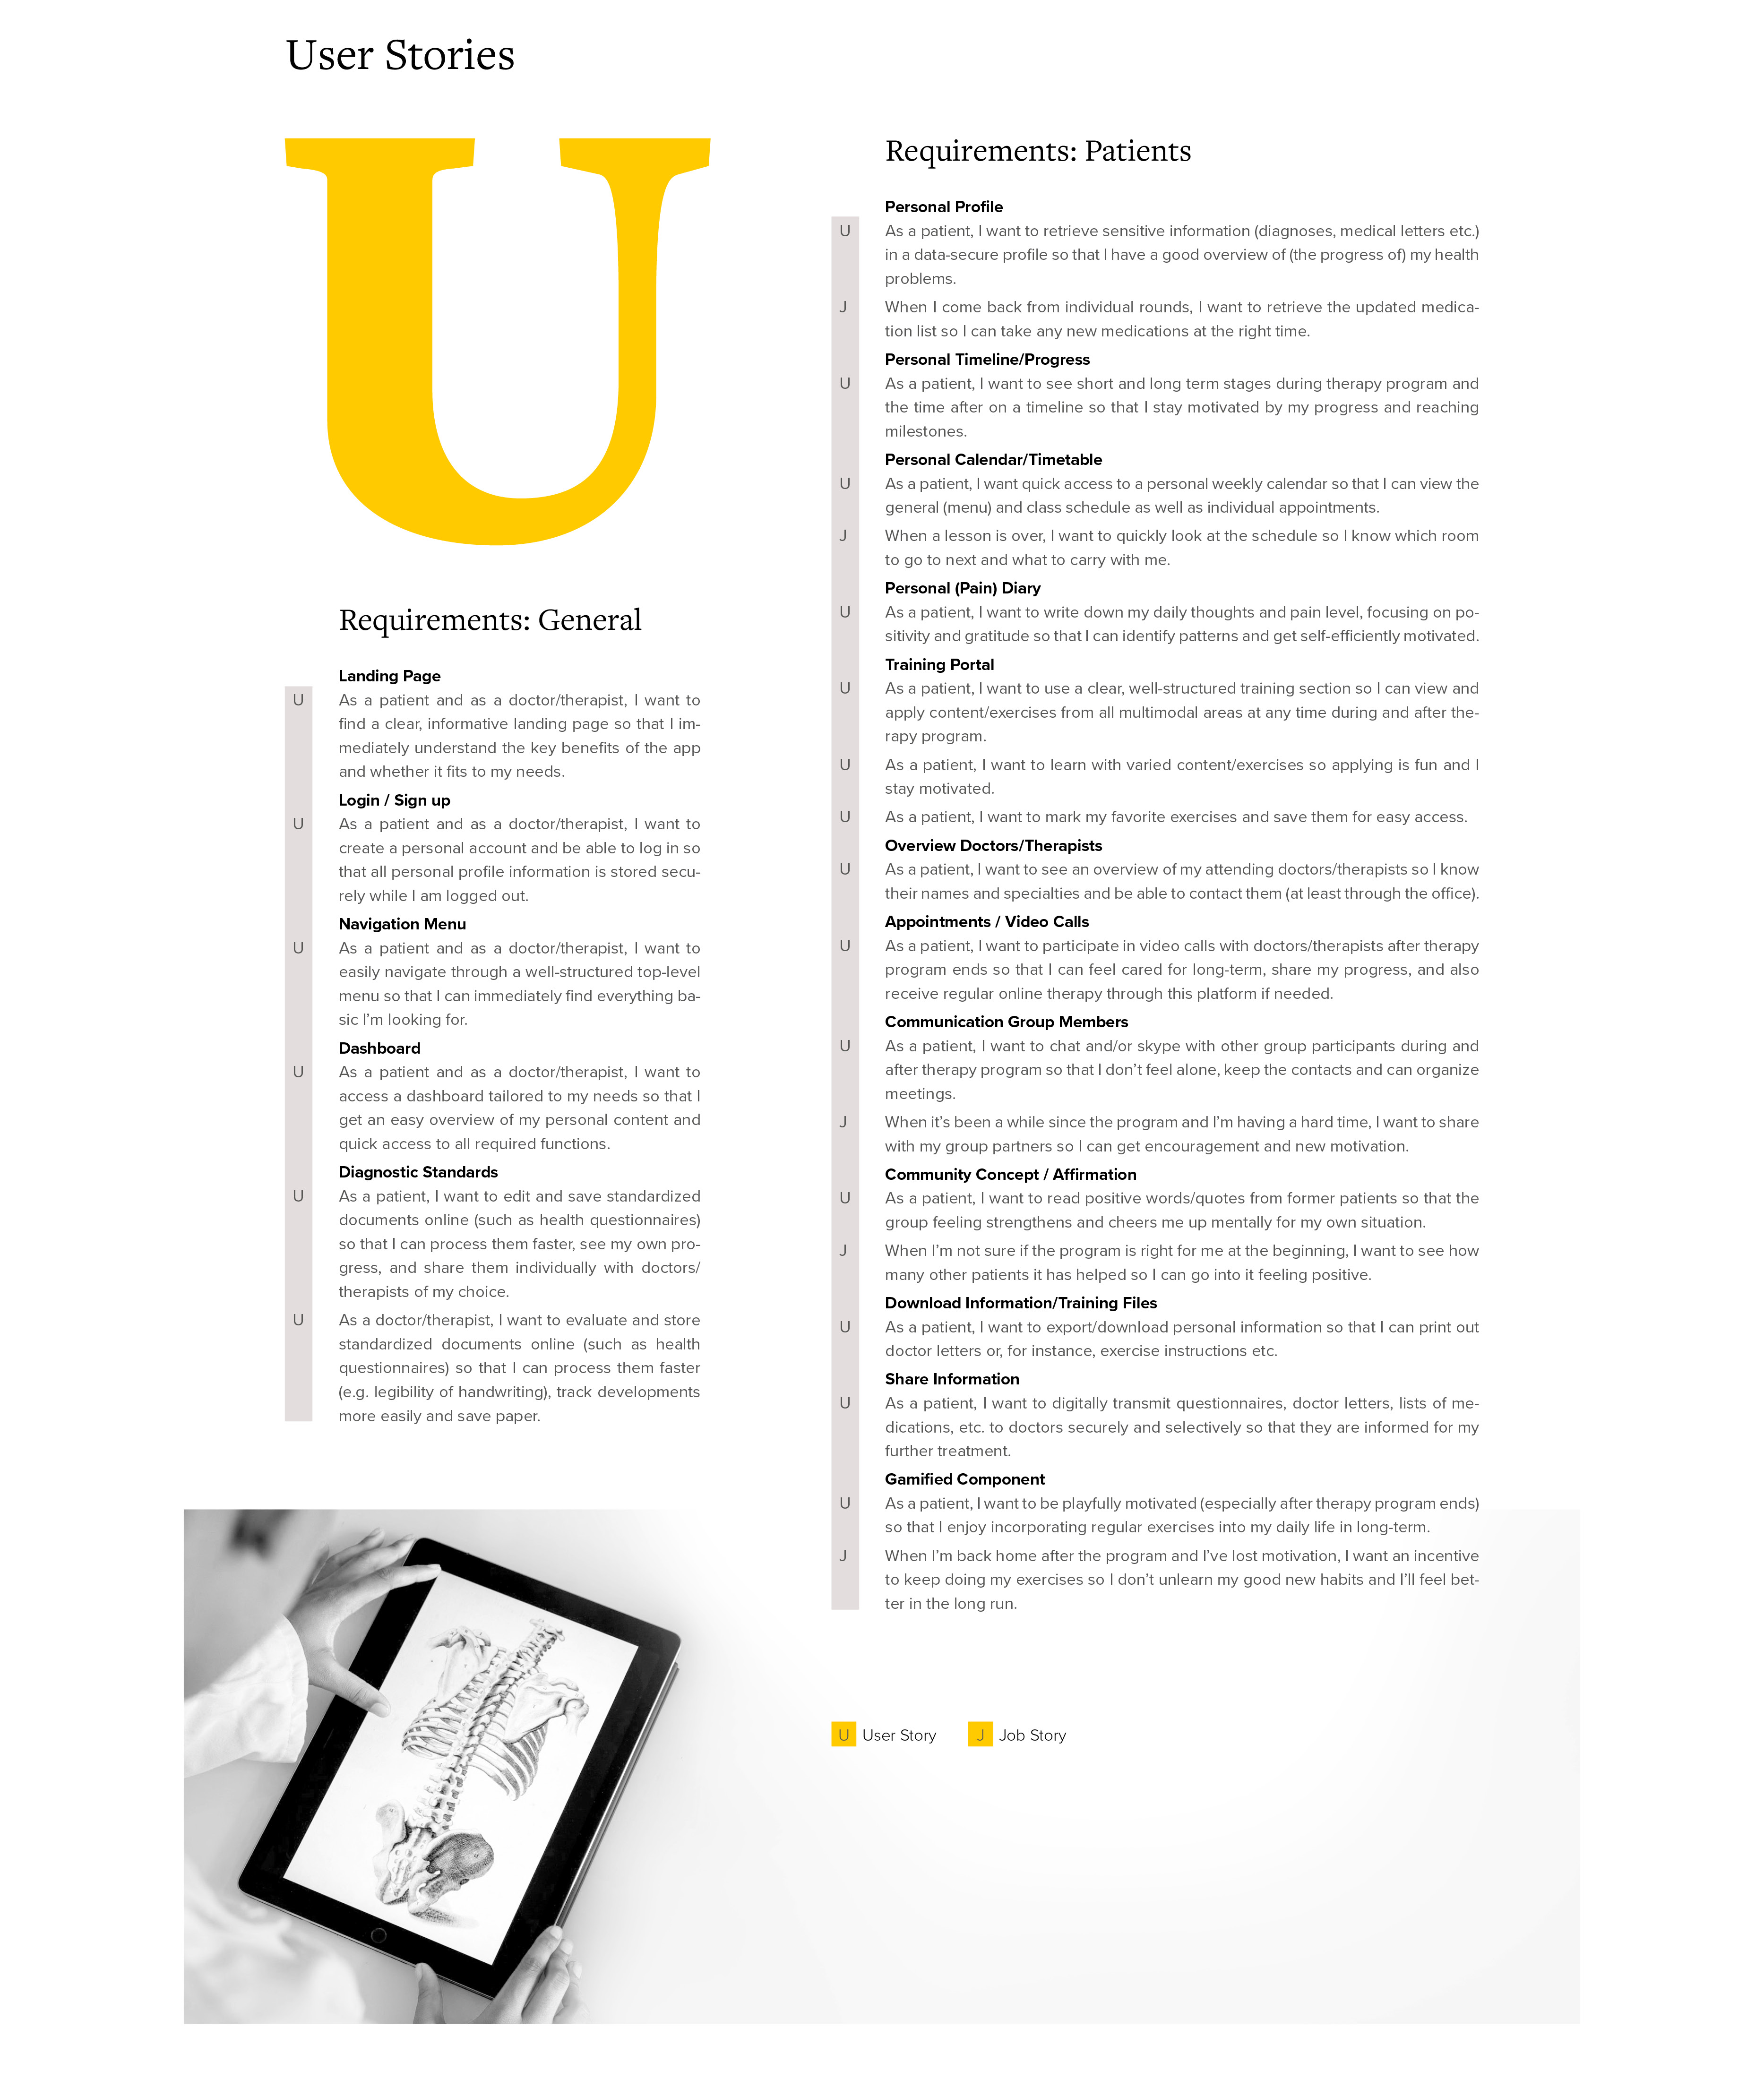 User Stories
U
Requirements: General
Landing Page
U As a patient and as a doctor/therapist, I want to
find a clear, informative landing page so that I im-
mediately understand the key benefits of the app
and whether it fits to my needs.
Login / Sign up
U As a patient and as a doctor/therapist, I want to
create a personal account and be able to log in so
that all personal profile information is stored secu-
rely while I am logged out.
Navigation Menu
U As a patient and as a doctor/therapist, I want to
easily navigate through a well-structured top-level
menu so that I can immediately find everything ba-
sic I'm looking for.
Dashboard
U As a patient and as a doctor/therapist, I want to
access a dashboard tailored to my needs so that I
get an easy overview of my personal content and
quick access to all required functions.
Diagnostic Standards
U As a patient, I want to edit and save standardized
documents online (such as health questionnaires)
so that I can process them faster, see my own pro-
gress, and share them individually with doctors/
therapists of my choice.
U As a doctor/therapist, I want to evaluate and store
standardized documents online (such as health
questionnaires) so that I can process them faster
(e.g. legibility of handwriting), track developments
more easily and save paper.
Requirements: Patients
Personal Profile
U As a patient, I want to retrieve sensitive information (diagnoses, medical letters etc.)
in a data-secure profile so that I have a good overview of (the progress of) my health
problems.
J When I come back from individual rounds, I want to retrieve the updated medica-
tion list so I can take any new medications at the right time.
Personal Timeline/Progress
U As a patient, I want to see short and long term stages during therapy program and
the time after on a timeline so that I stay motivated by my progress and reaching
milestones.
Personal Calendar/Timetable
U As a patient, I want quick access to a personal weekly calendar so that I can view the
general (menu) and class schedule as well as individual appointments.
J When a lesson is over, I want to quickly look at the schedule so I know which room
to go to next and what to carry with me.
Personal (Pain) Diary
U As a patient, I want to write down my daily thoughts and pain level, focusing on po-
sitivity and gratitude so that I can identify patterns and get self-efficiently motivated.
Training Portal
U As a patient, I want to use a clear, well-structured training section so I can view and
apply content/exercises from all multimodal areas at any time during and after the-
rapy program.
U As a patient, I want to learn with varied content/exercises so applying is fun and I
stay motivated.
U As a patient, I want to mark my favorite exercises and save them for easy access.
Overview Doctors/Therapists
U As a patient, I want to see an overview of my attending doctors/therapists so I know
their names and specialties and be able to contact them (at least through the office).
Appointments / Video Calls
U As a patient, I want to participate in video calls with doctors/therapists after therapy
program ends so that I can feel cared for long-term, share my progress, and also
receive regular online therapy through this platform if needed.
Communication Group Members
U As a patient, I want to chat and/or skype with other group participants during and
after therapy program so that I don't feel alone, keep the contacts and can organize
meetings.
J When it's been a while since the program and I'm having a hard time, I want to share
with my group partners so I can get encouragement and new motivation.
Community Concept / Affirmation
U As a patient, I want to read positive words/quotes from former patients so that the
group feeling strengthens and cheers me up mentally for my own situation.
J When I'm not sure if the program is right for me at the beginning, I want to see how
many other patients it has helped so I can go into it feeling positive.
Download Information/Training Files
U As a patient, I want to export/download personal information so that I can print out
doctor letters or, for instance, exercise instructions etc.
Share Information
U As a patient, I want to digitally transmit questionnaires, doctor letters, lists of me-
dications, etc. to doctors securely and selectively so that they are informed for my
further treatment.
Gamified Component
U As a patient, I want to be playfully motivated (especially after therapy program ends)
so that I enjoy incorporating regular exercises into my daily life in long-term.
J When I'm back home after the program and I've lost motivation, I want an incentive
to keep doing my exercises so I don't unlearn my good new habits and I'll feel bet-
ter in the long run.
U User Story J Job Story